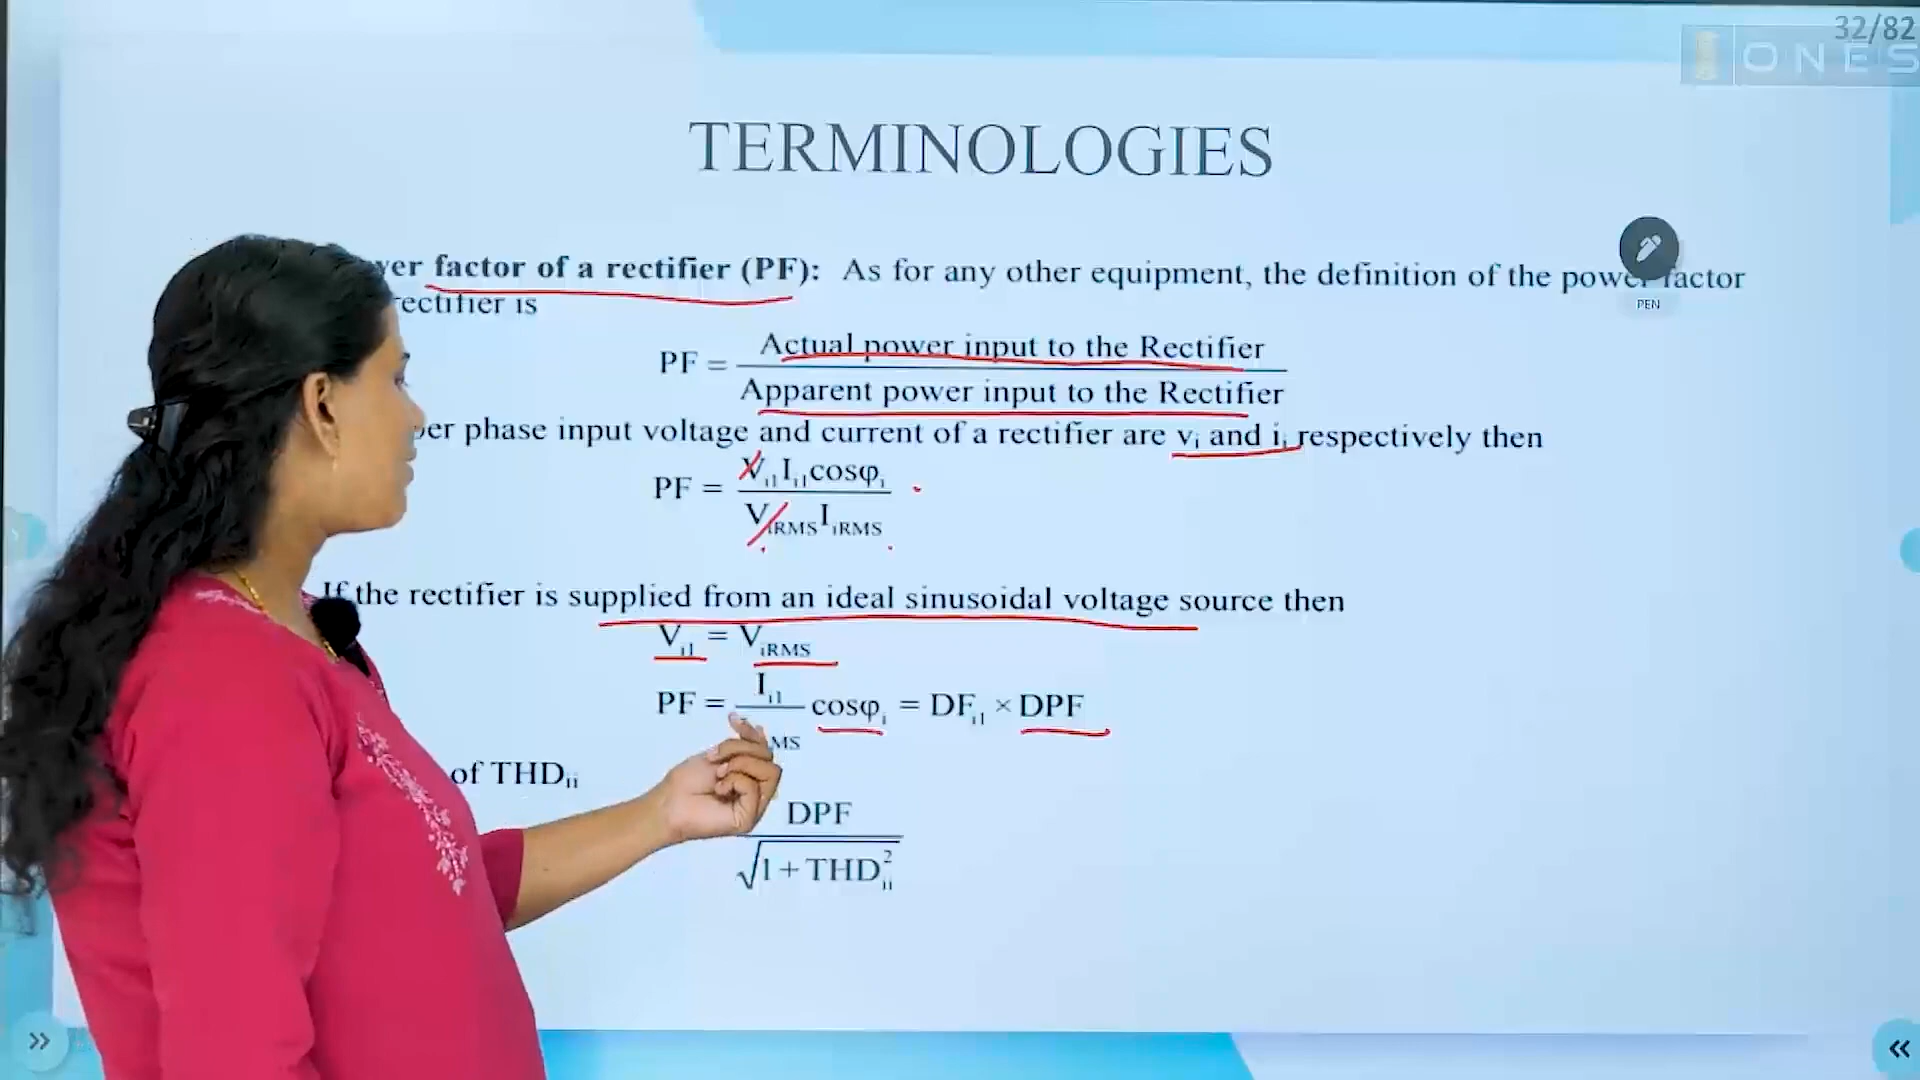 32/82
ONES
TERMINOLOGIES
factor of a rectifier (PF): As for any other equipment, the definition of the power factor
rectifier is
PF = Actual power input to the Rectifier
Apparent power input to the Rectifier
PEN
per phase input voltage and current of a rectifier are vᵢ and iᵢ respectively then
PF = Vᵢ₁Iᵢ₁cosφᵢ
VᵢRMSIᵢRMS
If the rectifier is supplied from an ideal sinusoidal voltage source then
Vᵢ₁ = VᵢRMS
PF = Iᵢ₁ cosφᵢ = DFᵢ₁ × DPF
of THDᵢᵢ
DPF
√1 + THD²ᵢᵢ